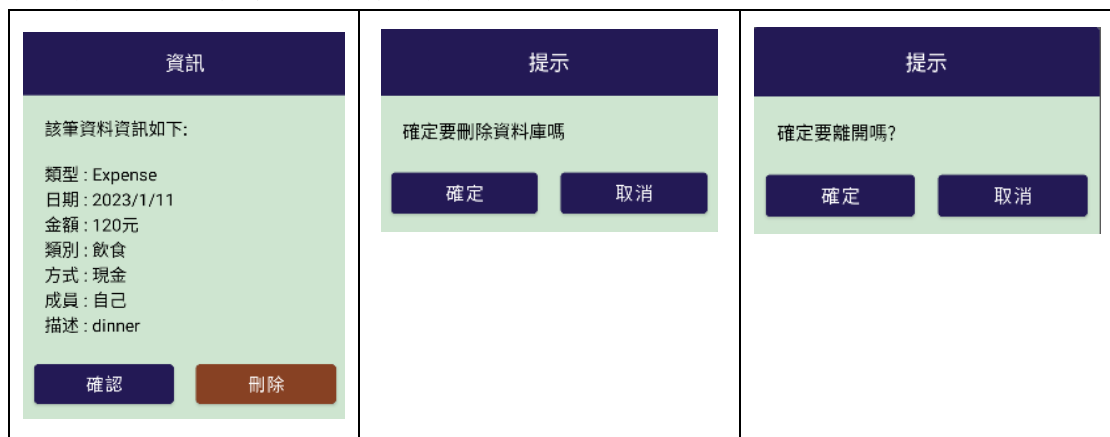 資訊
該筆資料資訊如下:
類型 : Expense
日期 : 2023/1/11
金額 : 120元
類別 : 飲食
方式 : 現金
成員 : 自己
描述 : dinner
確認
刪除
提示
確定要刪除資料庫嗎
確定
取消
提示
確定要離開嗎?
確定
取消